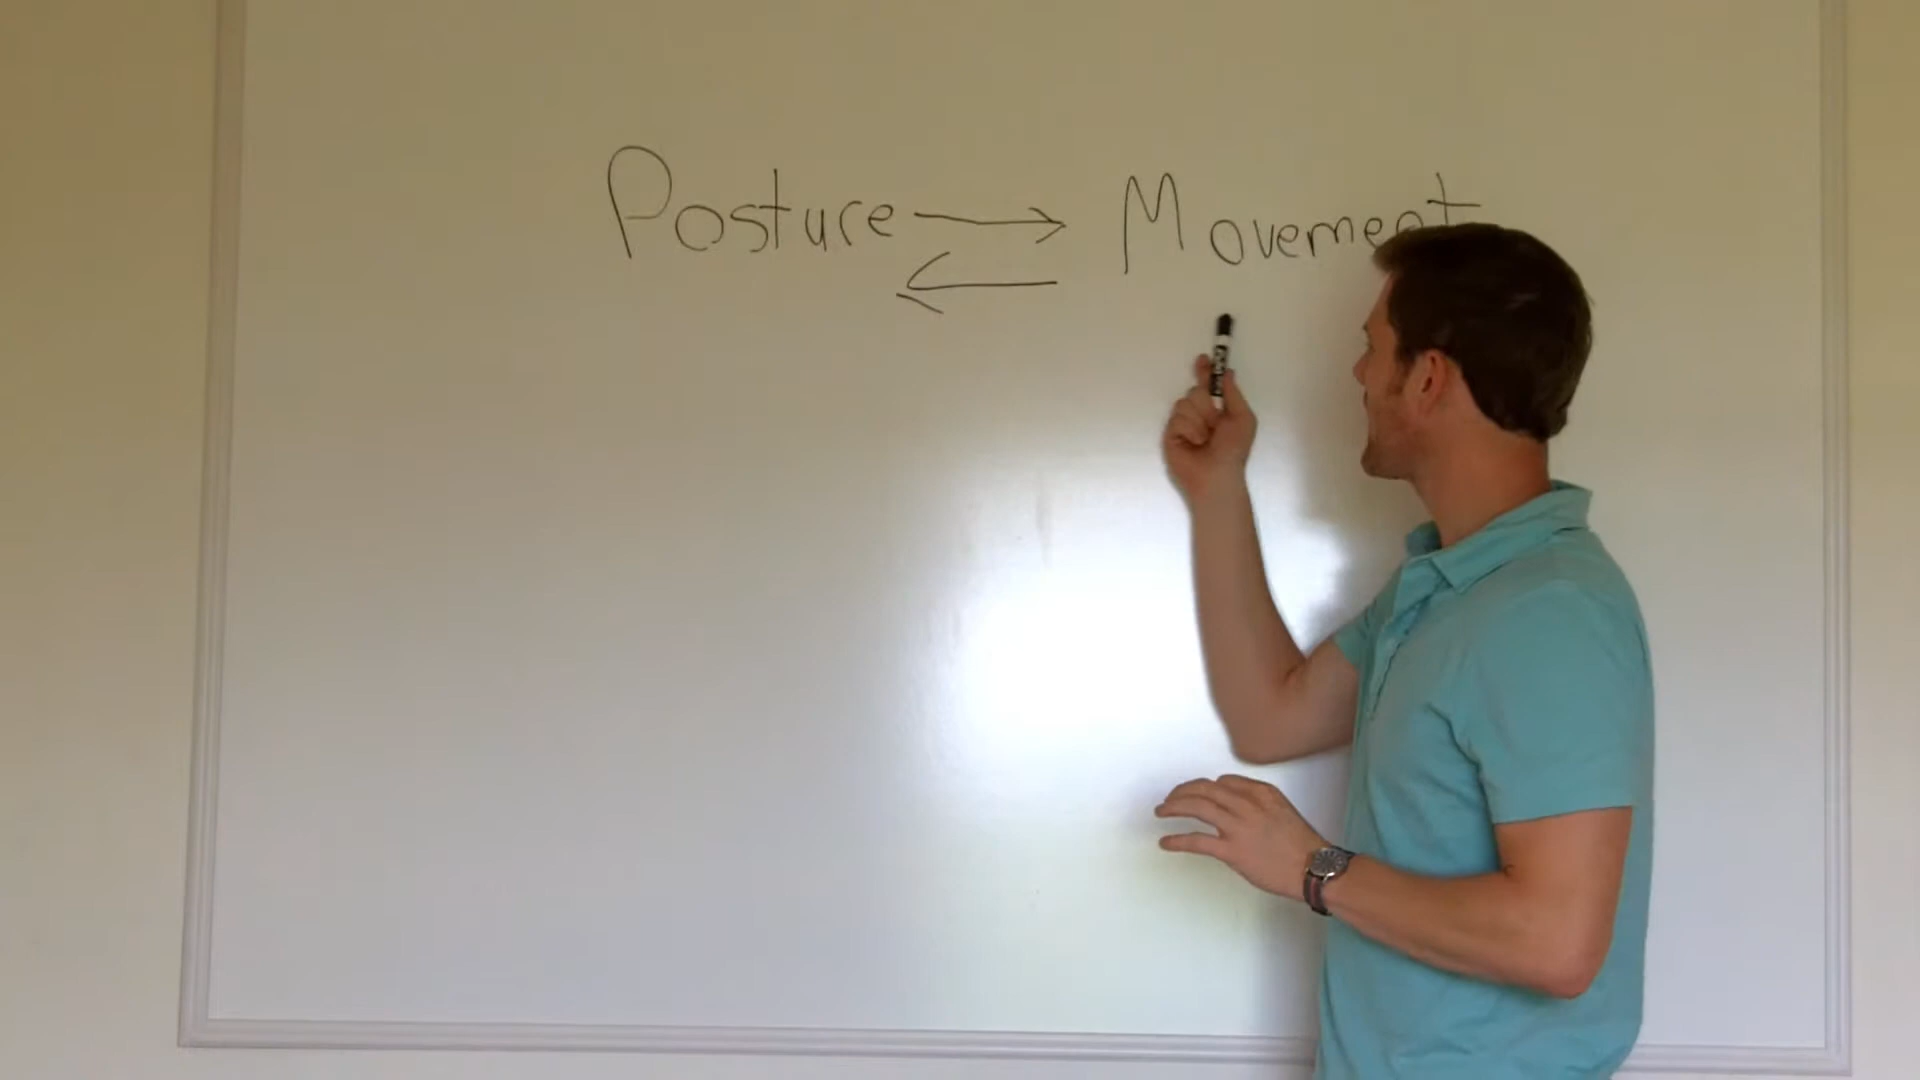 Posture → Movement
←